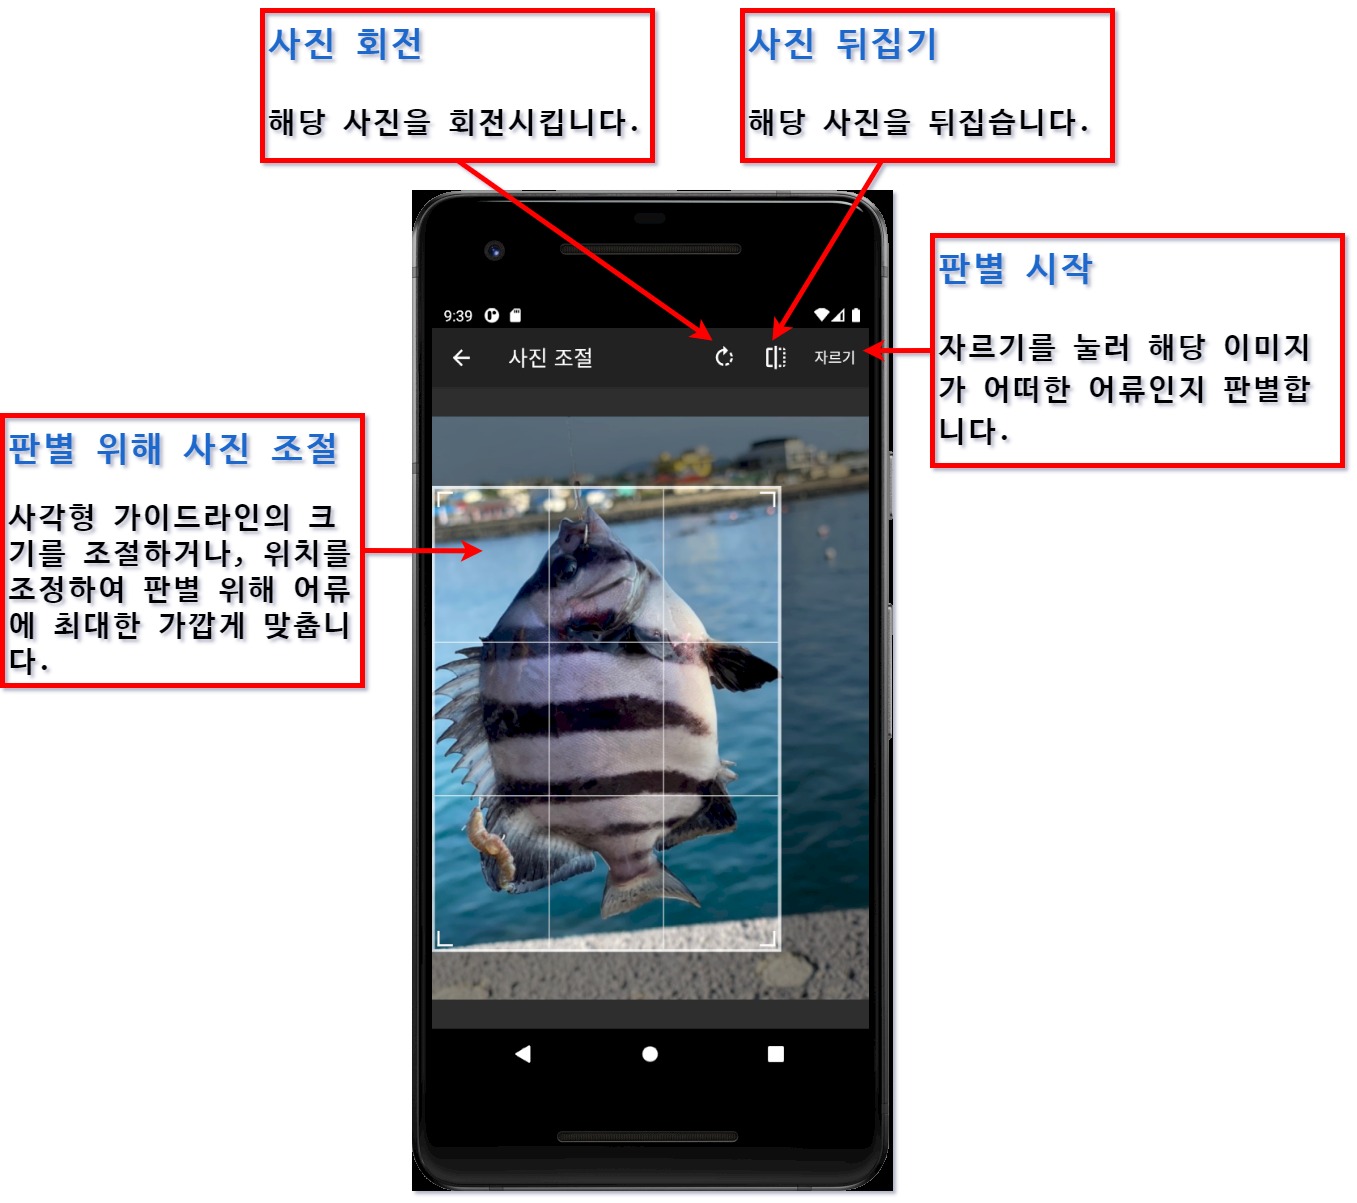 사진 회전
해당 사진을 회전시킵니다.
사진 뒤집기
해당 사진을 뒤집습니다.
판별 시작
자르기를 눌러 해당 이미지
가 어떠한 어류인지 판별합
니다.
9:39
사진 조절
자르기
판별 위해 사진 조절
사각형 가이드라인의 크
기를 조절하거나, 위치를
조정하여 판별 위해 어류
에 최대한 가깝게 맞춥니
다.